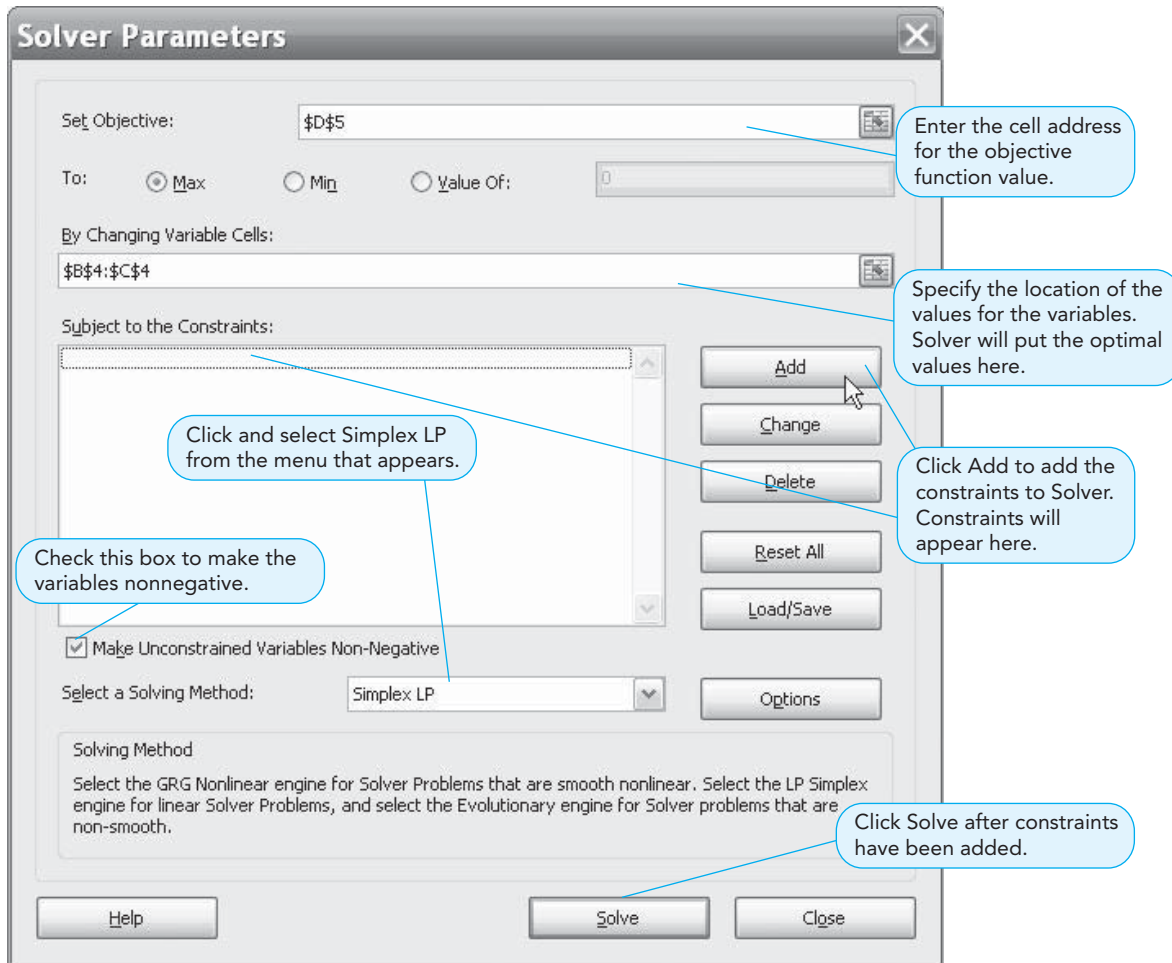 Solver Parameters
Set Objective:
$D$5
Enter the cell address
for the objective
function value.
To:
Max
Min
Value Of:
0
By Changing Variable Cells:
$B$4:$C$4
Specify the location of the
values for the variables.
Solver will put the optimal
values here.
Subject to the Constraints:
Add
Change
Click and select Simplex LP
from the menu that appears.
Delete
Click Add to add the
constraints to Solver.
Constraints will
appear here.
Reset All
Check this box to make the
variables nonnegative.
Load/Save
Make Unconstrained Variables Non-Negative
Select a Solving Method:
Simplex LP
Options
Solving Method
Select the GRG Nonlinear engine for Solver Problems that are smooth nonlinear. Select the LP Simplex
engine for linear Solver Problems, and select the Evolutionary engine for Solver problems that are
non-smooth.
Click Solve after constraints
have been added.
Help
Solve
Close